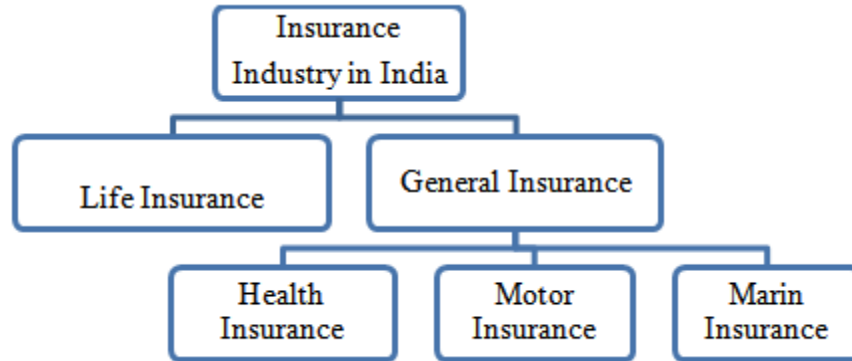 Insurance
Industry in India
Life Insurance
General Insurance
Health
Insurance
Motor
Insurance
Marin
Insurance